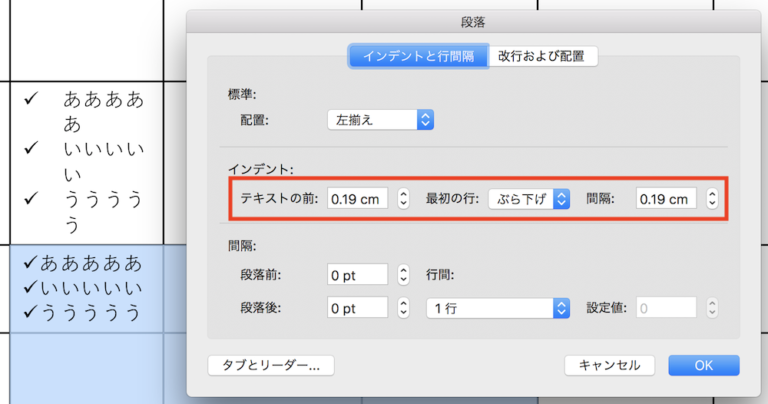 段落
インデントと行間隔 改行および配置
標準:
配置: 左揃え
インデント:
テキストの前: 0.19 cm 最初の行: ぶら下げ 間隔: 0.19 cm
間隔:
段落前: 0 pt 行間:
段落後: 0 pt 1 行 設定値: 0
タブとリーダー... キャンセル OK
✓ ああああ
あ
✓ いいいい
い
✓ うううう
う
✓あああああ
✓いいいいい
✓ううううう